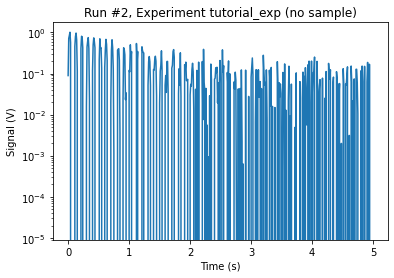 Run #2, Experiment tutorial_exp (no sample)
Signal (V)
10⁰
10⁻¹
10⁻²
10⁻³
10⁻⁴
10⁻⁵
0 1 2 3 4 5
Time (s)